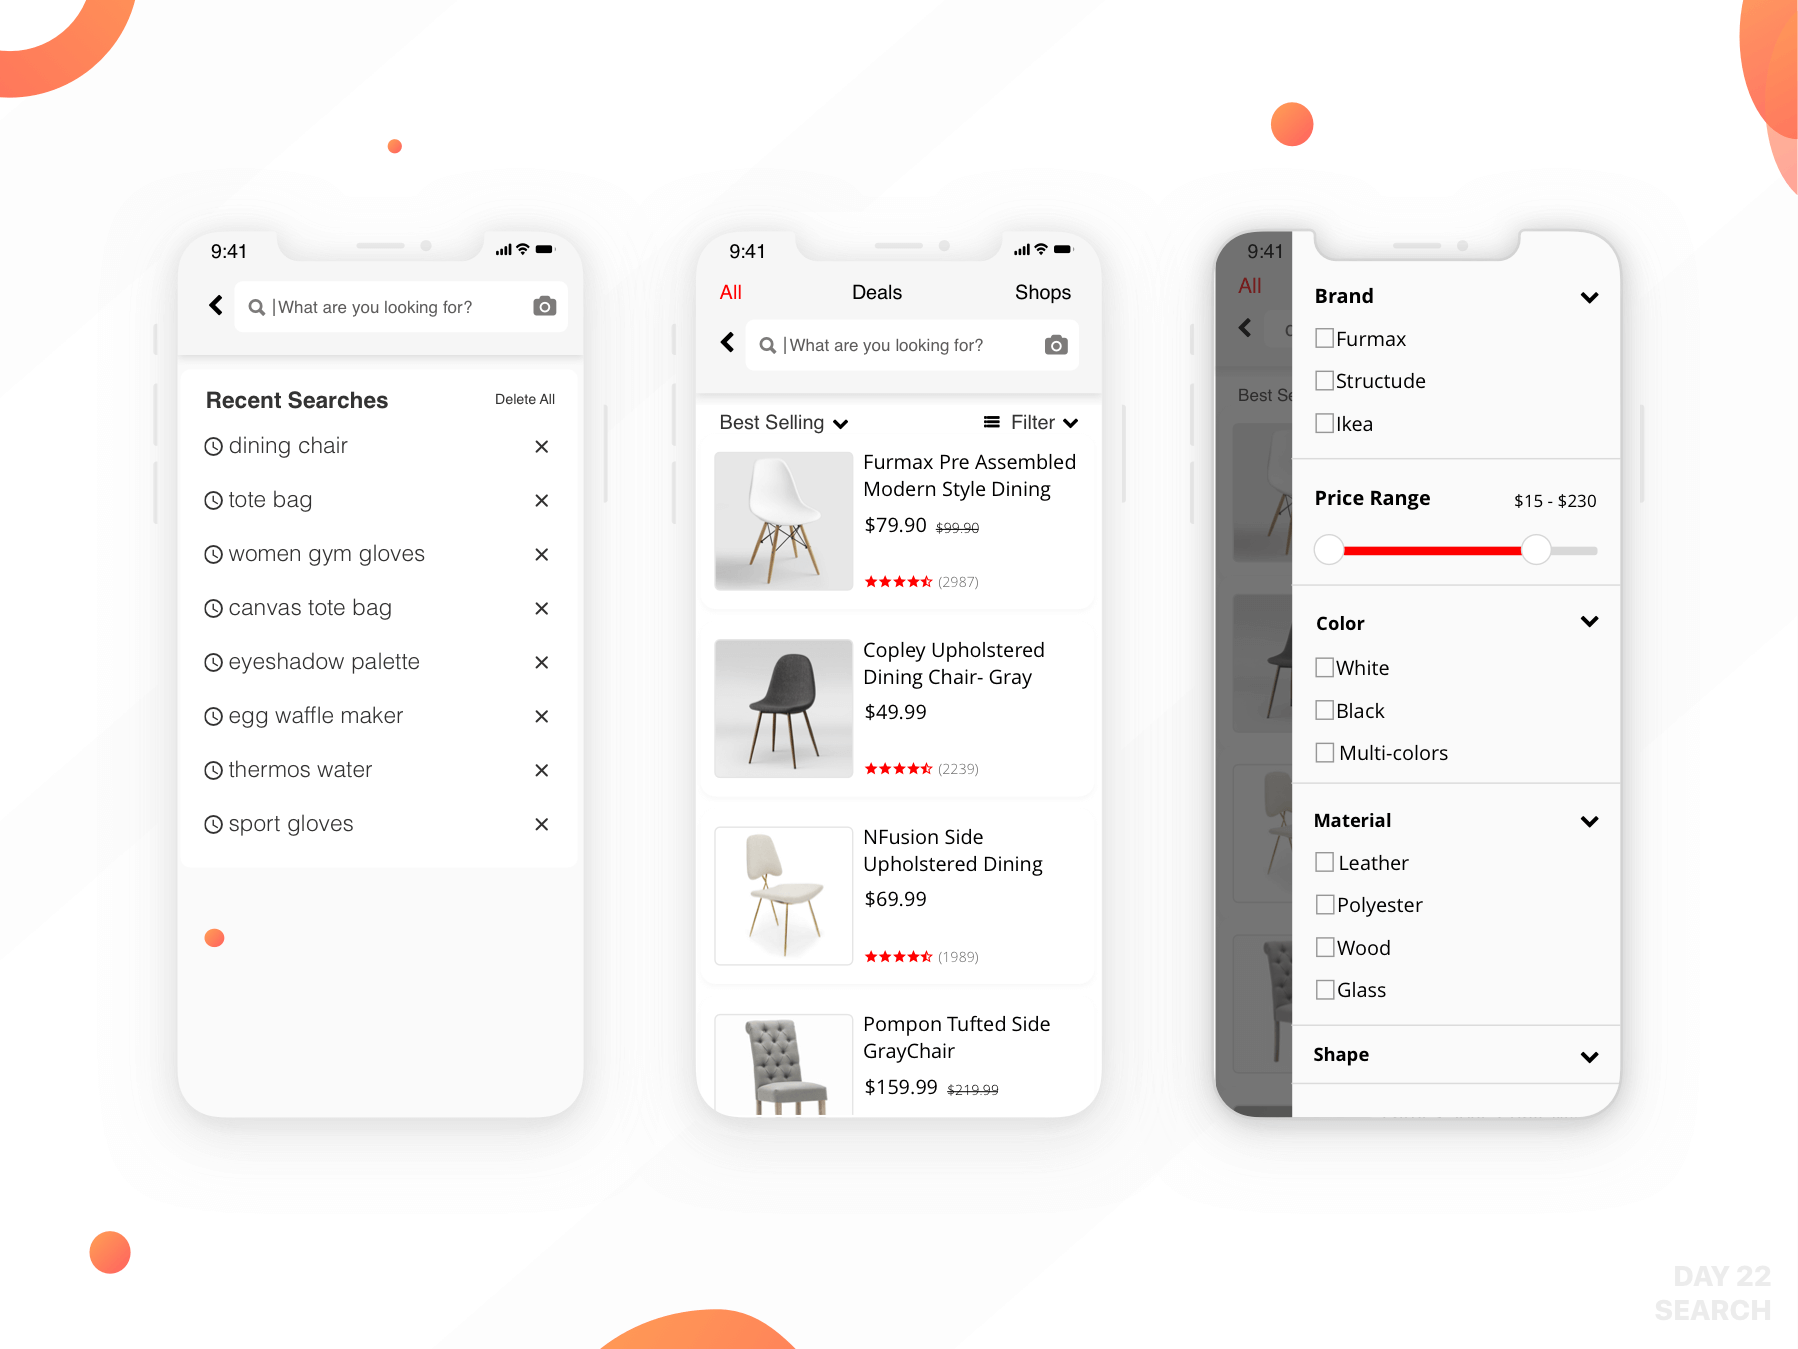 9:41
What are you looking for?
Recent Searches
Delete All
dining chair
tote bag
women gym gloves
canvas tote bag
eyeshadow palette
egg waffle maker
thermos water
sport gloves
9:41
All Deals Shops
What are you looking for?
Best Selling
Filter
Furmax Pre Assembled
Modern Style Dining
$79.90 $99.90
(2987)
Copley Upholstered
Dining Chair- Gray
$49.99
(2239)
NFusion Side
Upholstered Dining
$69.99
(1989)
Pompon Tufted Side
GrayChair
$159.99 $219.99
9:41
All
Best Se
Brand
Furmax
Structude
Ikea
Price Range
$15 - $230
Color
White
Black
Multi-colors
Material
Leather
Polyester
Wood
Glass
Shape
DAY 22
SEARCH